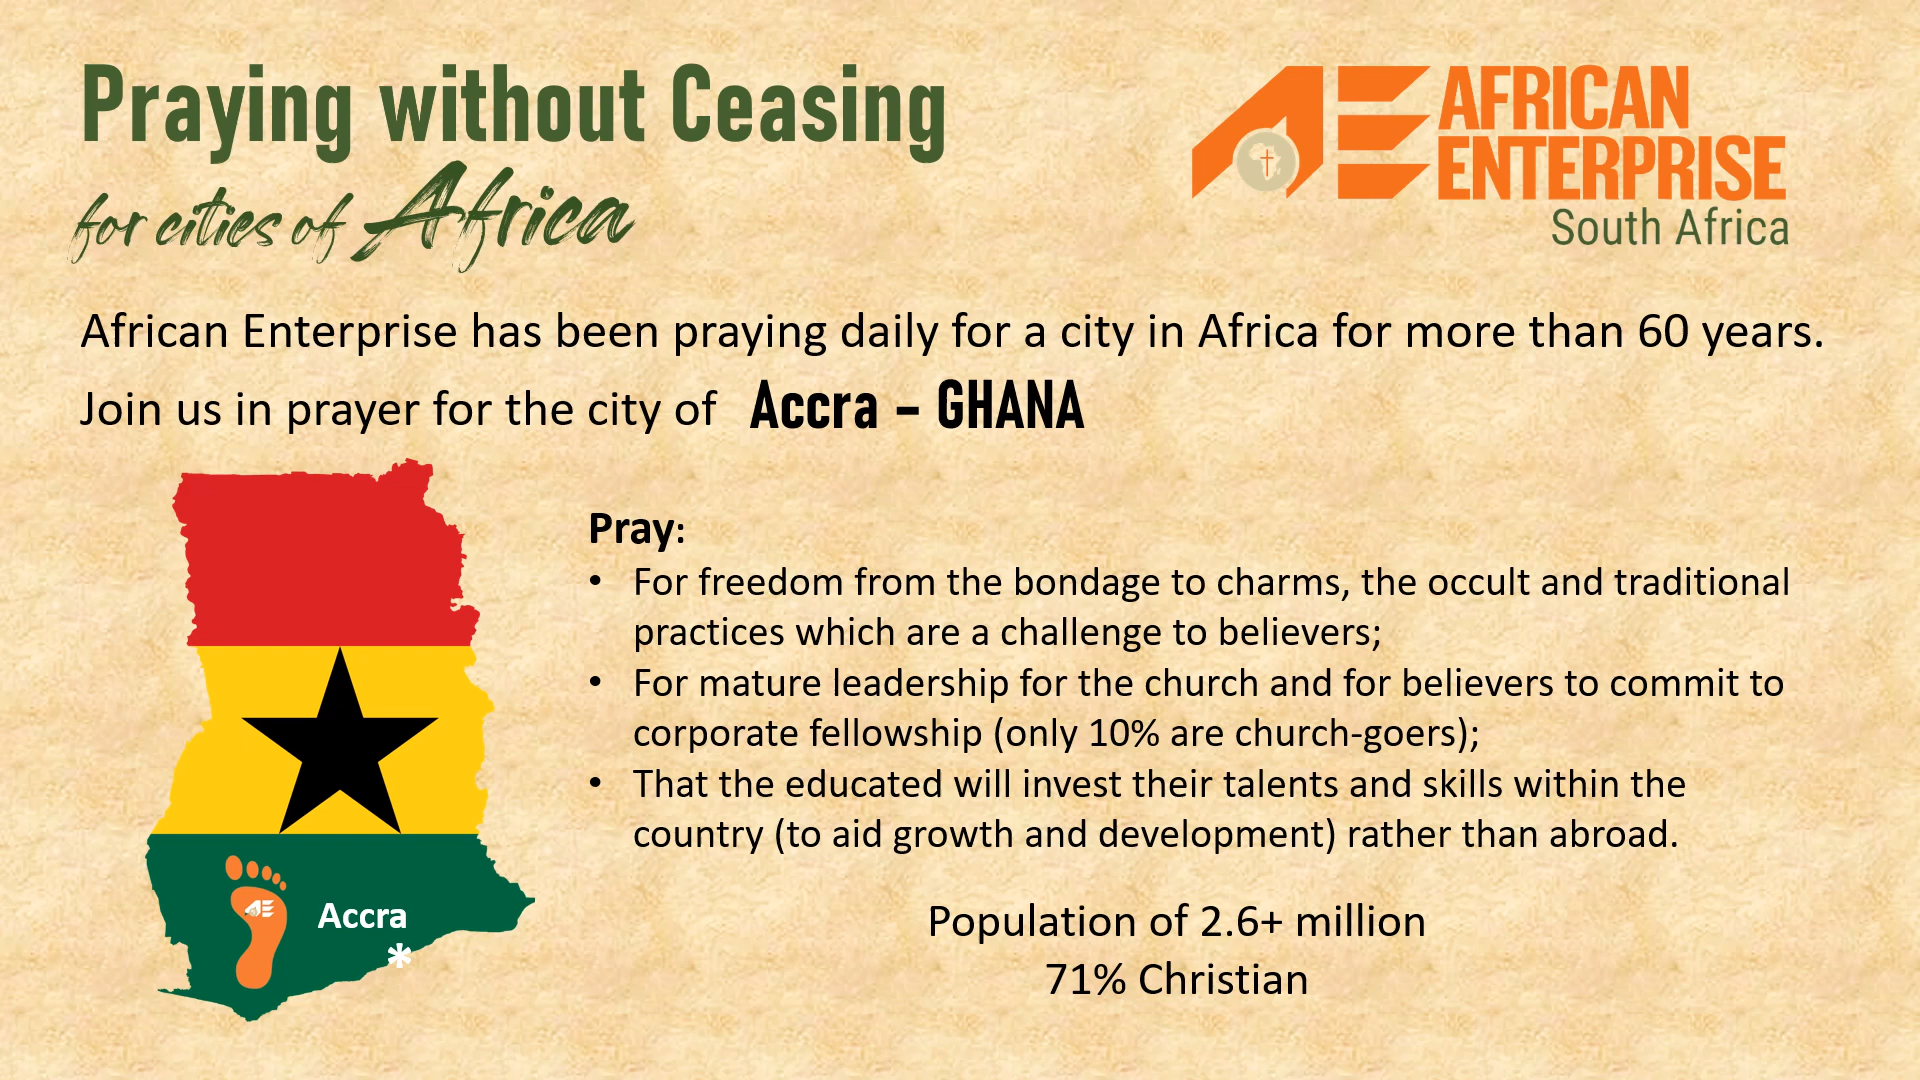 Praying without Ceasing
for cities of Africa
AFRICAN
ENTERPRISE
South Africa
African Enterprise has been praying daily for a city in Africa for more than 60 years.
Join us in prayer for the city of Accra – GHANA
Pray:
• For freedom from the bondage to charms, the occult and traditional
practices which are a challenge to believers;
• For mature leadership for the church and for believers to commit to
corporate fellowship (only 10% are church-goers);
• That the educated will invest their talents and skills within the
country (to aid growth and development) rather than abroad.
Accra
*
Population of 2.6+ million
71% Christian